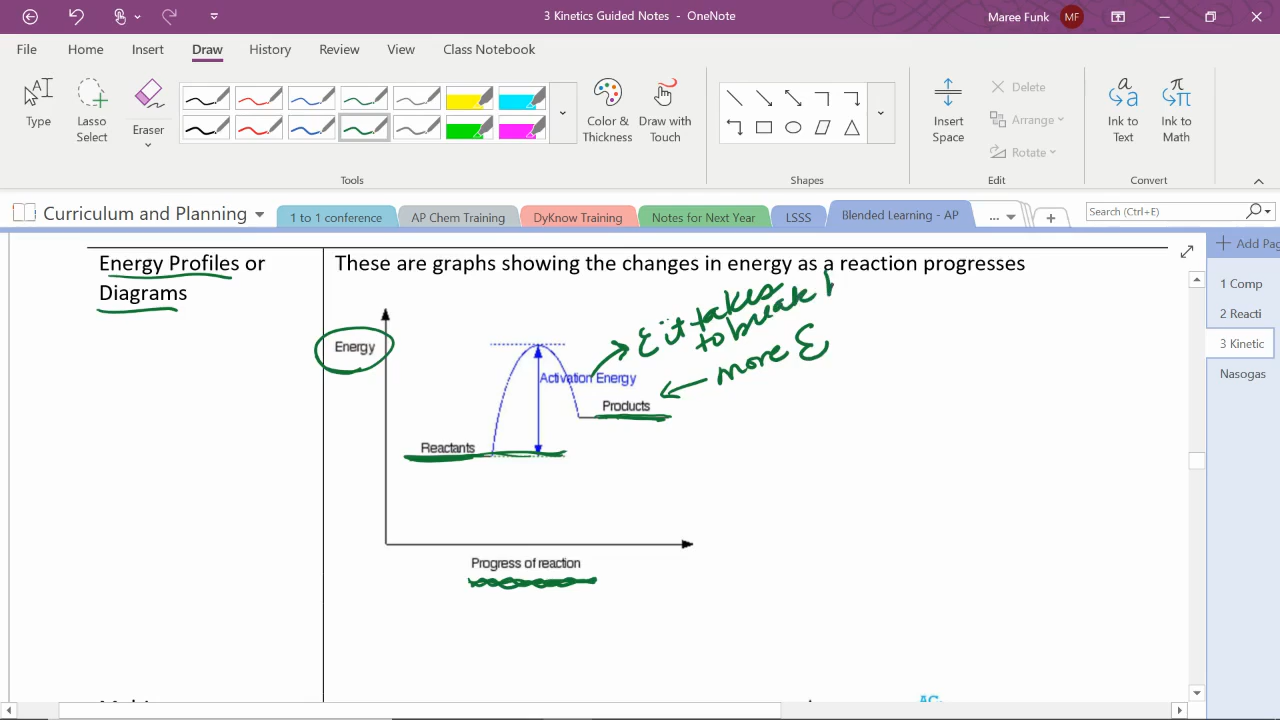 3 Kinetics Guided Notes - OneNote
Maree Funk MF
File Home Insert Draw History Review View Class Notebook
Type
Lasso Select
Eraser
Color & Thickness
Draw with Touch
Insert Space
Delete
Arrange
Rotate
Ink to Text
Ink to Math
Tools
Shapes
Edit
Convert
Curriculum and Planning
1 to 1 conference
AP Chem Training
DyKnow Training
Notes for Next Year
LSSS
Blended Learning - AP
...
Search (Ctrl+E)
Add Pag
1 Comp
2 Reacti
3 Kinetic
Nasogas
Energy Profiles or
Diagrams
These are graphs showing the changes in energy as a reaction progresses
Energy
E it takes
to break
more E
Activation Energy
Products
Reactants
Progress of reaction